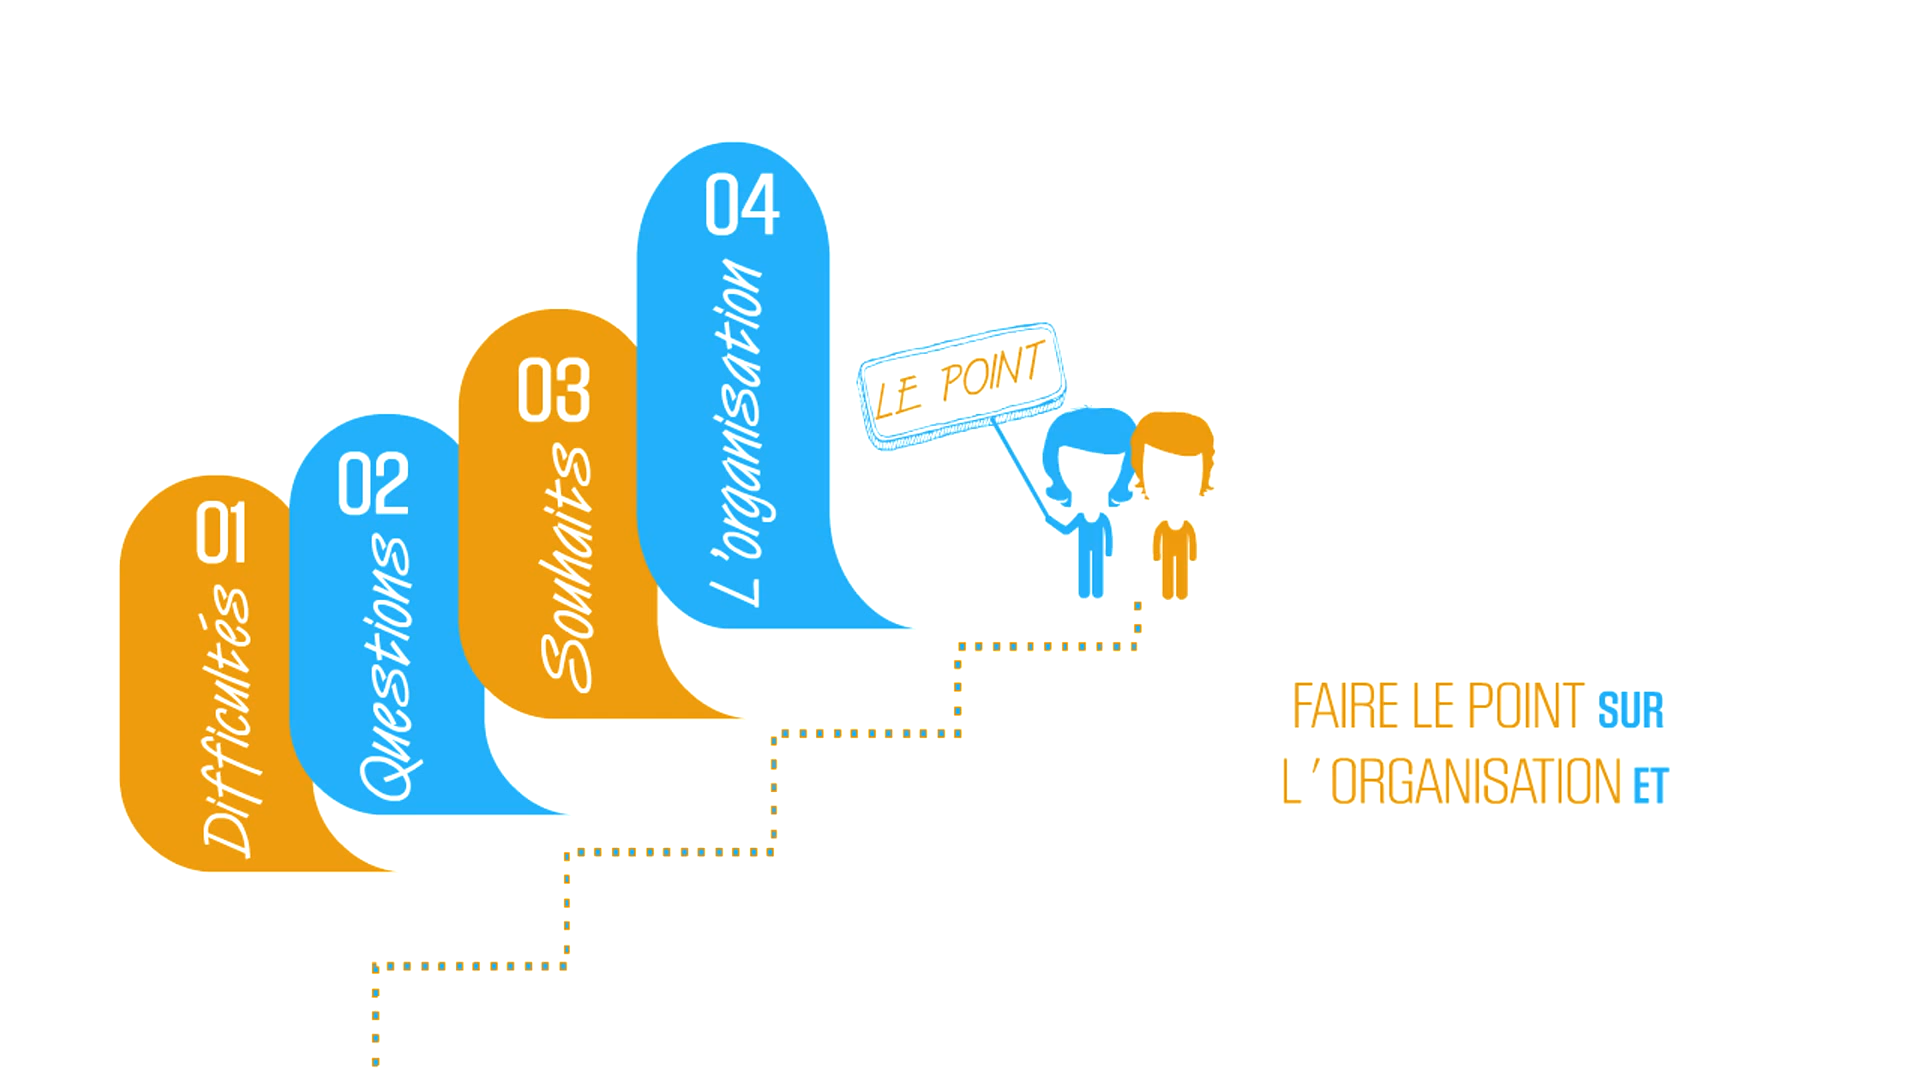 01
Difficultés
02
Questions
03
Souhaits
04
L'organisation
LE POINT
FAIRE LE POINT SUR
L'ORGANISATION ET